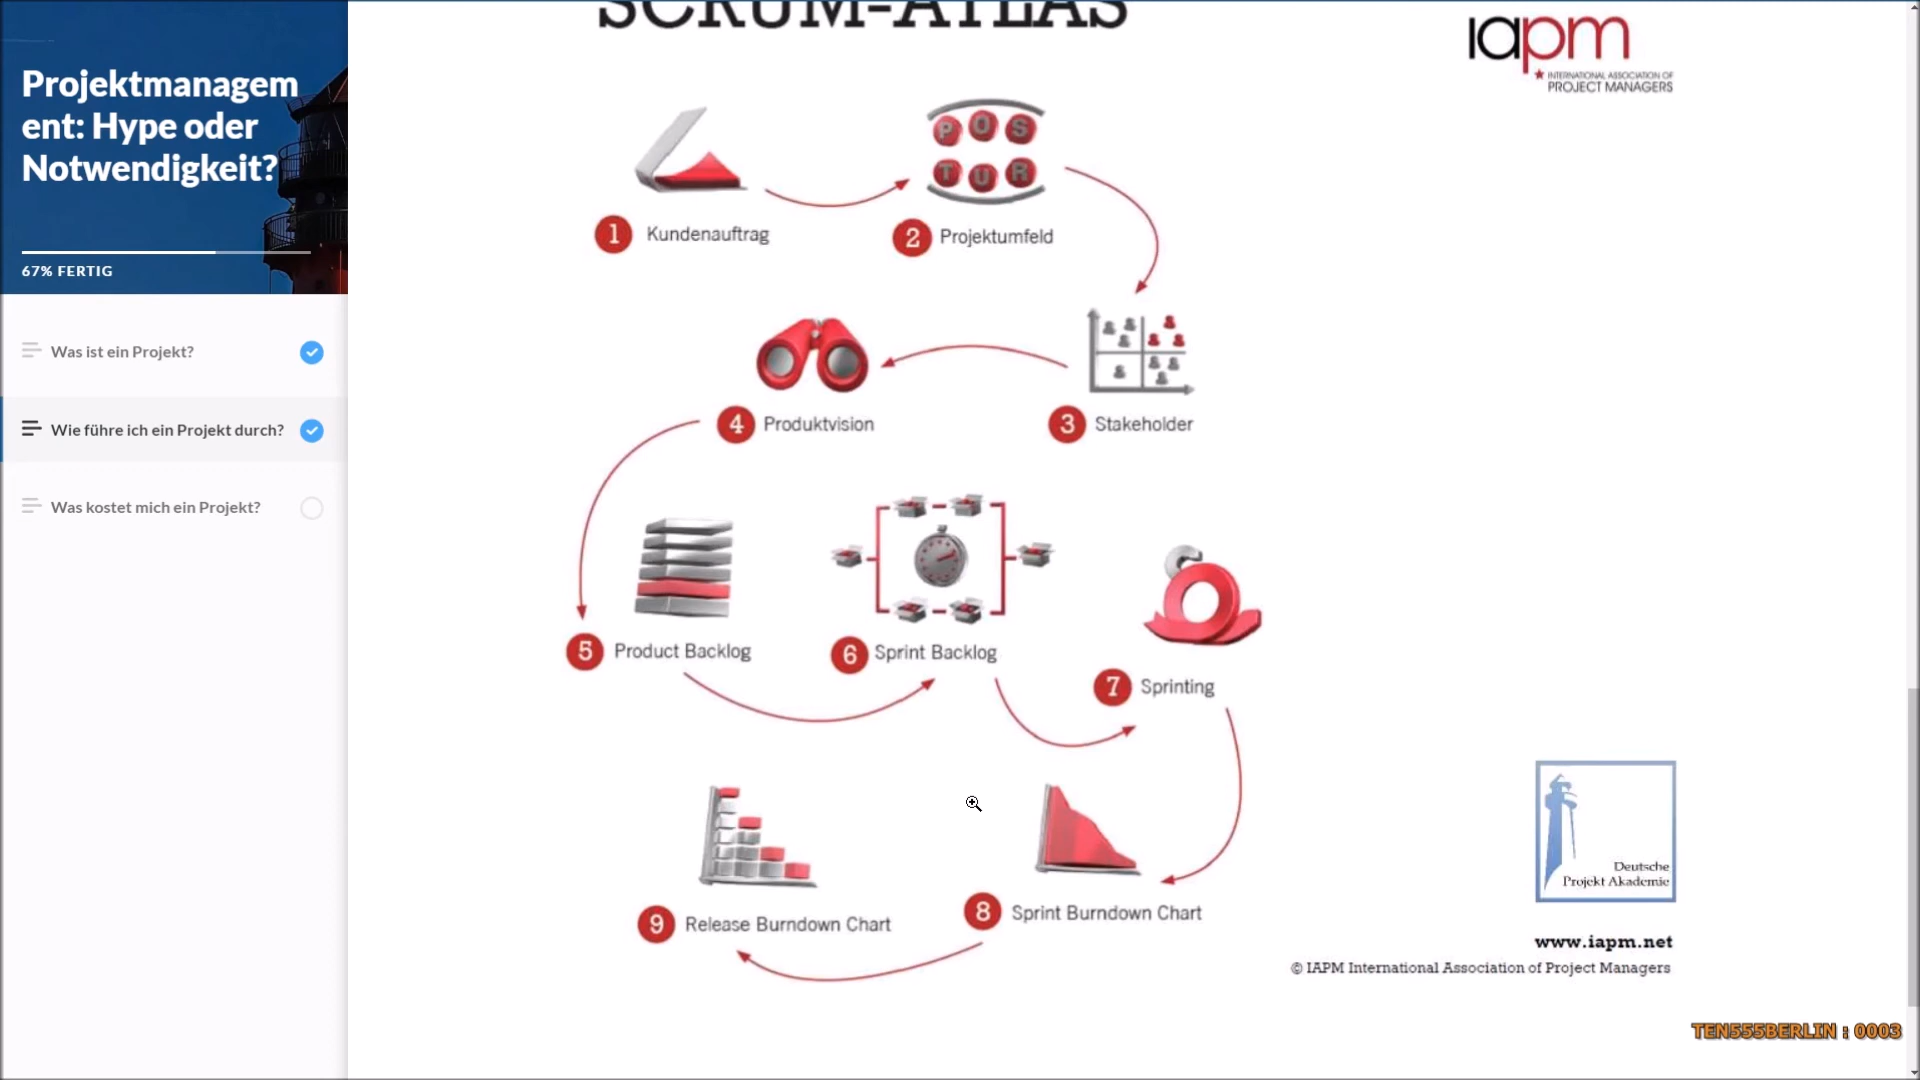 Projektmanagem
ent: Hype oder
Notwendigkeit?
67% FERTIG
Was ist ein Projekt?
Wie führe ich ein Projekt durch?
Was kostet mich ein Projekt?
SCRUM-ATLAS
iapm
INTERNATIONAL ASSOCIATION OF
PROJECT MANAGERS
P O S
T U R
1 Kundenauftrag
2 Projektumfeld
3 Stakeholder
4 Produktvision
5 Product Backlog
6 Sprint Backlog
7 Sprinting
8 Sprint Burndown Chart
9 Release Burndown Chart
Deutsche
Projekt Akademie
www.iapm.net
© IAPM International Association of Project Managers
TEN555BERLIN : 0003